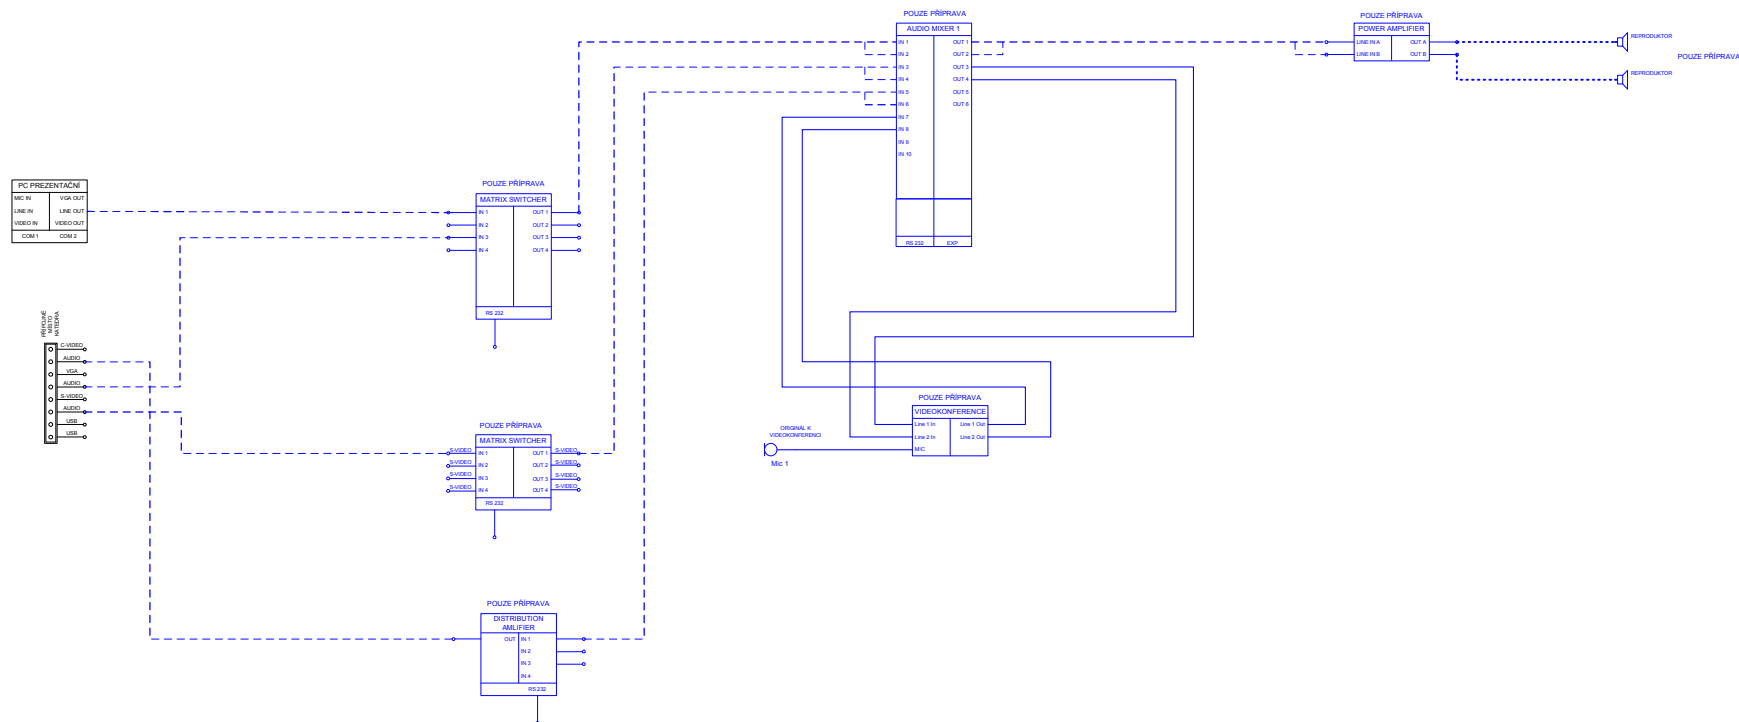 POUZE PŘÍPRAVA
AUDIO MIXER 1
IN 1 OUT 1
IN 2 OUT 2
IN 3 OUT 3
IN 4 OUT 4
IN 5 OUT 5
IN 6 OUT 6
IN 7
IN 8
IN 9
IN 10
RS 232 EXP
POUZE PŘÍPRAVA
POWER AMPLIFIER
LINE IN A OUT A
LINE IN B OUT B
REPRODUKTOR
REPRODUKTOR
POUZE PŘÍPRAVA
PC PREZENTAČNÍ
MIC IN VGA OUT
LINE IN LINE OUT
VIDEO IN VIDEO OUT
COM 1 COM 2
POUZE PŘÍPRAVA
MATRIX SWITCHER
IN 1 OUT 1
IN 2 OUT 2
IN 3 OUT 3
IN 4 OUT 4
RS 232
PŘÍPOJNÉ
MÍSTO
KATEDRA
C-VIDEO
AUDIO
VGA
AUDIO
S-VIDEO
AUDIO
USB
USB
POUZE PŘÍPRAVA
MATRIX SWITCHER
S-VIDEO IN 1 OUT 1 S-VIDEO
S-VIDEO IN 2 OUT 2 S-VIDEO
S-VIDEO IN 3 OUT 3 S-VIDEO
S-VIDEO IN 4 OUT 4 S-VIDEO
RS 232
POUZE PŘÍPRAVA
VIDEOKONFERENCE
Line 1 In Line 1 Out
Line 2 In Line 2 Out
MIC
ORIGINÁL K
VIDEOKONFERENCI
Mic 1
POUZE PŘÍPRAVA
DISTRIBUTION
AMLIFIER
OUT IN 1
IN 2
IN 3
IN 4
RS 232